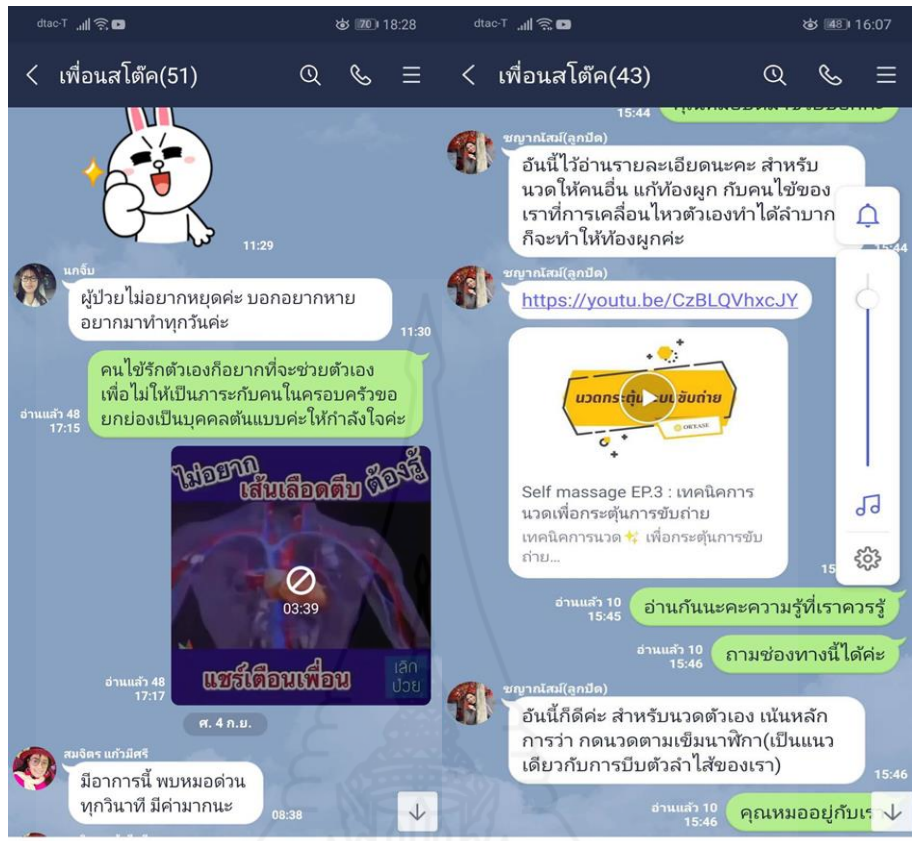 dtac-T 70 18:28
เพื่อนสโต๊ค(51)
11:29
นกจิ๊บ
ผู้ป่วยไม่อยากหยุดค่ะ บอกอยากหาย
อยากมาทำทุกวันค่ะ
11:30
คนไข้รักตัวเองก็อยากที่จะช่วยตัวเอง
เพื่อไม่ให้เป็นภาระกับคนในครอบครัวขอ
ยกย่องเป็นบุคคลต้นแบบค่ะให้กำลังใจค่ะ
อ่านแล้ว 48
17:15
ไม่อยาก
เส้นเลือดตีบ ต้องรู้
03:39
แชร์เตือนเพื่อน
เลิก
ป่วย
อ่านแล้ว 48
17:17
ศ. 4 ก.ย.
สมจิตร แก้วมีศรี
มีอาการนี้ พบหมอด่วน
ทุกวินาที มีค่ามากนะ
08:38
dtac-T 48 16:07
เพื่อนสโต๊ค(43)
15:44
ชญาณ์โสม์(ลูกปัด)
อันนี้ไว้อ่านรายละเอียดนะคะ สำหรับ
นวดให้คนอื่น แก้ท้องผูก กับคนไข้ของ
เราที่การเคลื่อนไหวตัวเองทำได้ลำบาก
ก็จะทำให้ท้องผูกค่ะ
15:44
ชญาณ์โสม์(ลูกปัด)
https://youtu.be/CzBLQVhxcJY
นวดกระตุ้นระบบขับถ่าย
Self massage EP.3 : เทคนิคการ
นวดเพื่อกระตุ้นการขับถ่าย
เทคนิคการนวด✨ เพื่อกระตุ้นการขับ
ถ่าย...
อ่านแล้ว 10
15:45
อ่านกันนะคะความรู้ที่เราควรรู้
อ่านแล้ว 10
15:46
ถามช่องทางนี้ได้ค่ะ
ชญาณ์โสม์(ลูกปัด)
อันนี้ก็ดีค่ะ สำหรับนวดตัวเอง เน้นหลัก
การว่า กดนวดตามเข็มนาฬิกา(เป็นแนว
เดียวกับการบีบตัวลำไส้ของเรา)
15:46
อ่านแล้ว 10
15:46
คุณหมออยู่กับเรา